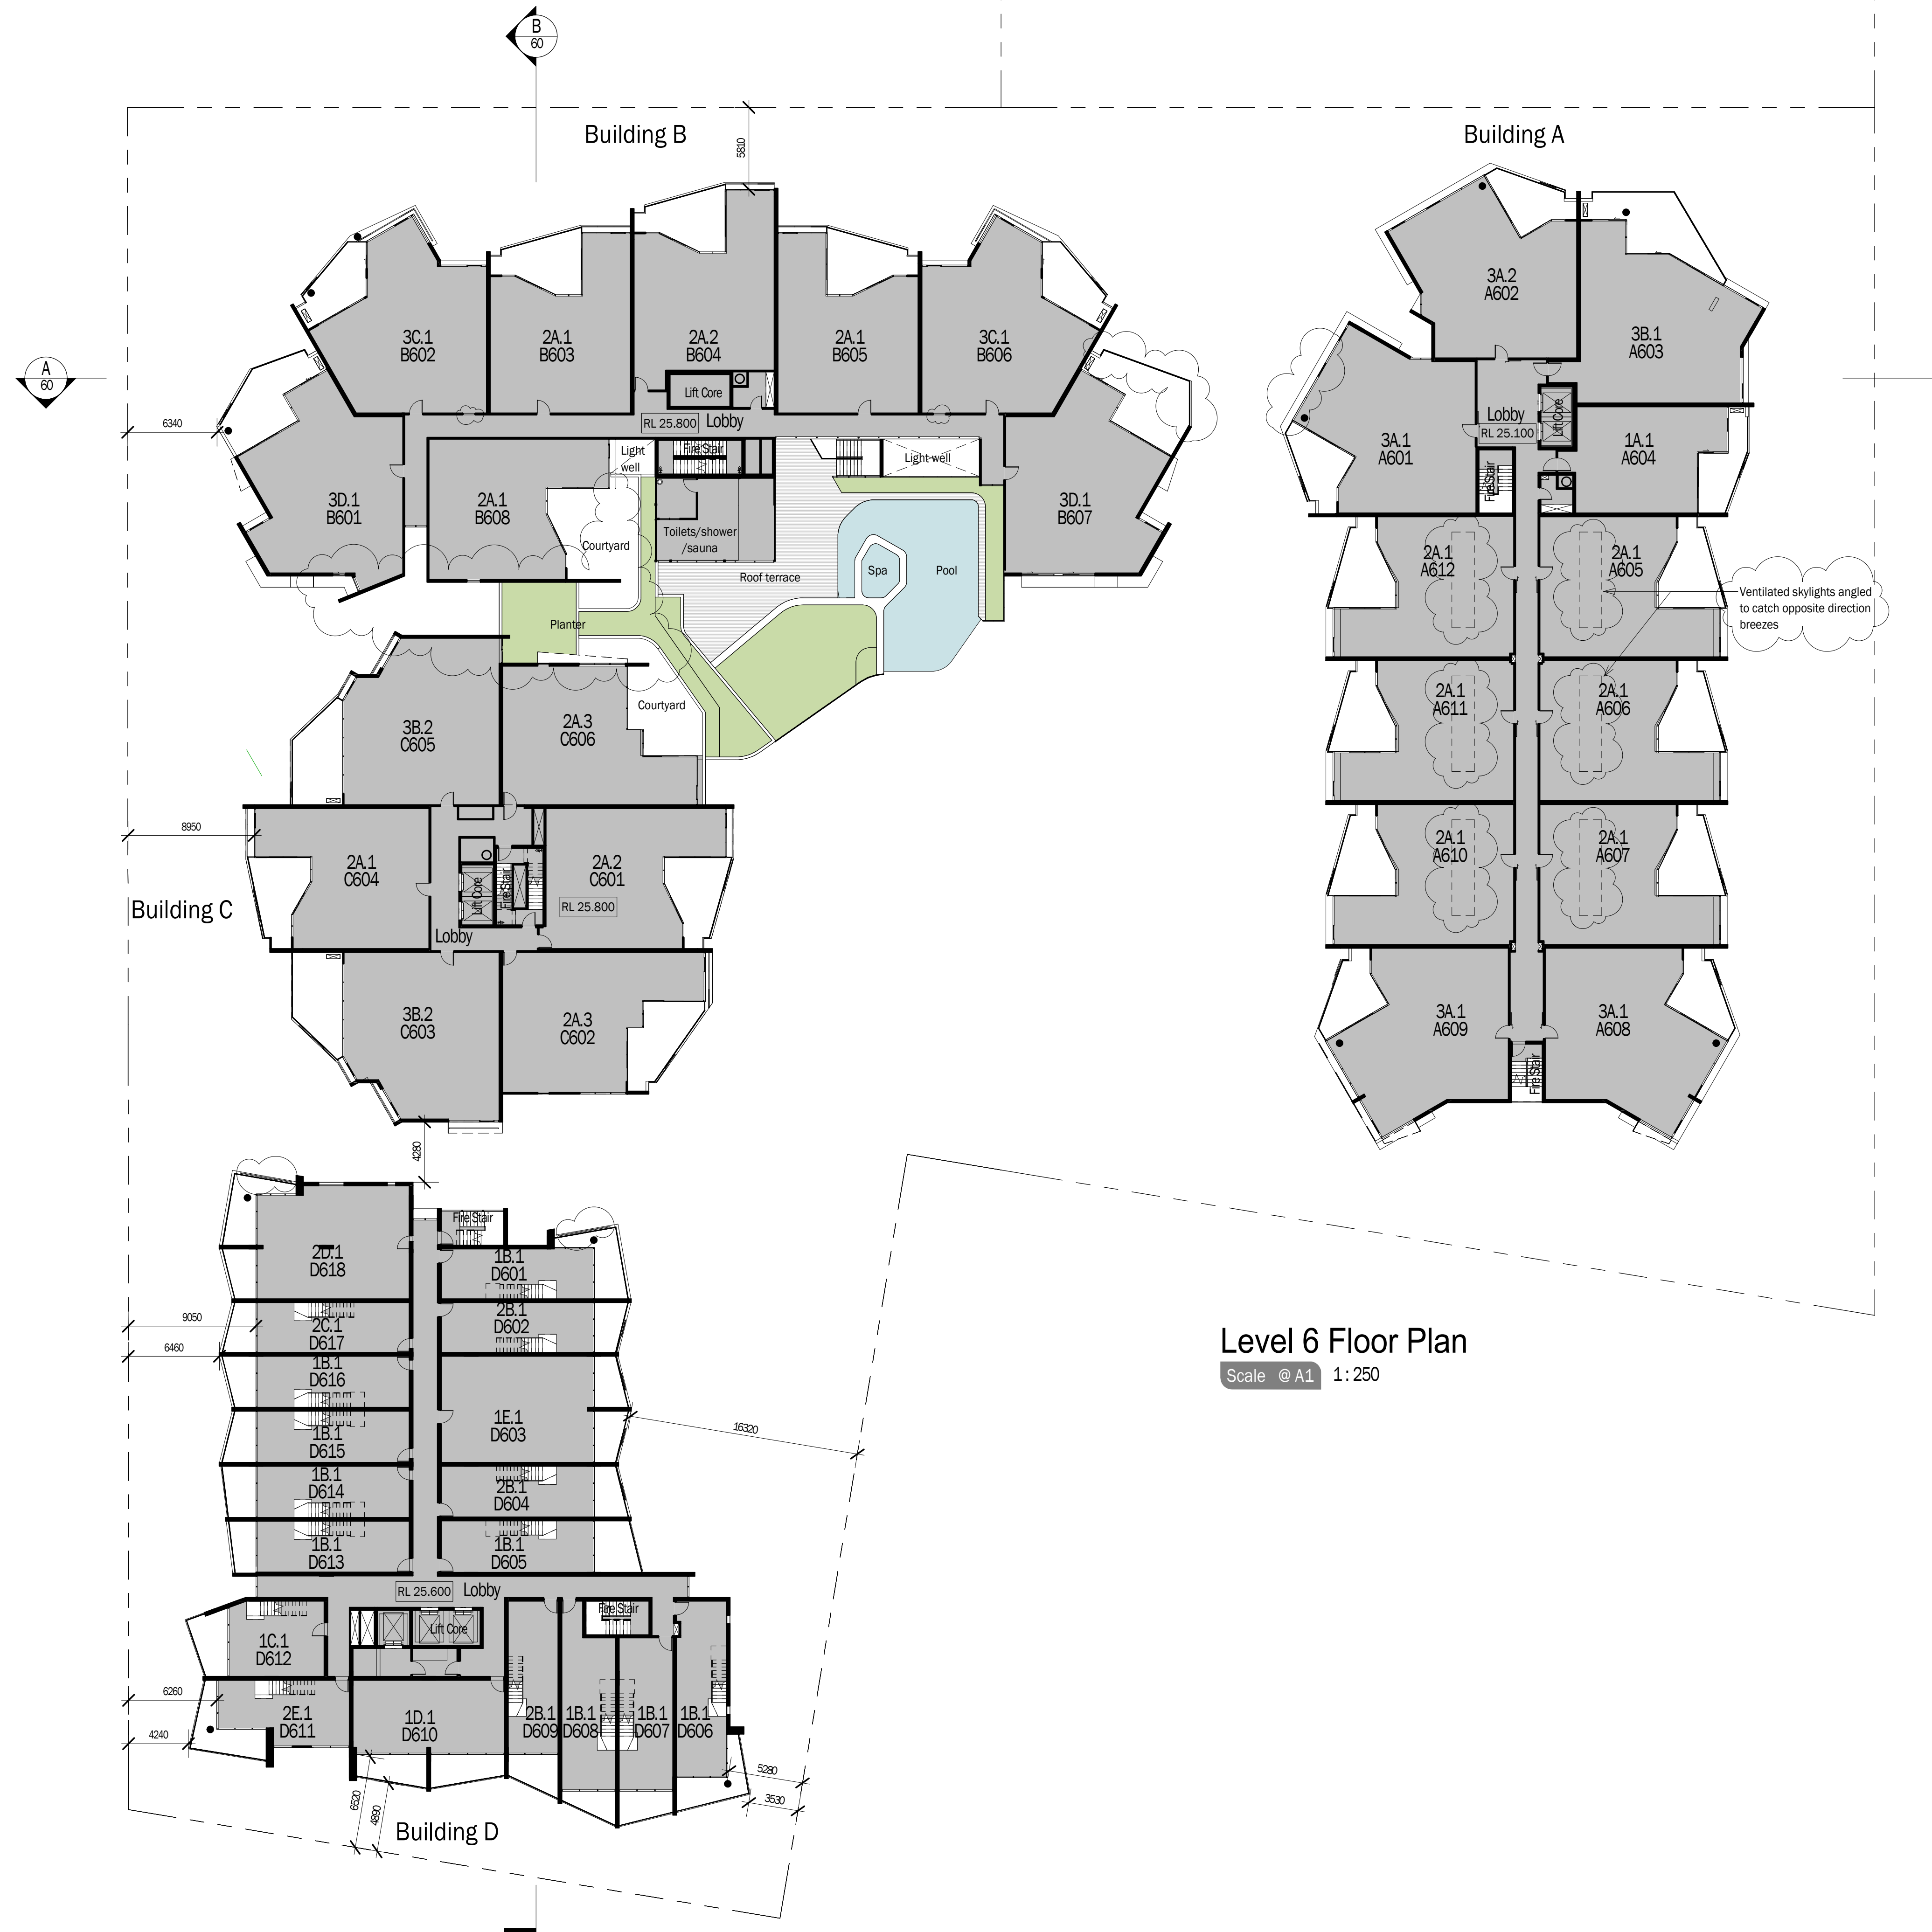 B
60
Building B
Building A
5810
3A.2
A602
3B.1
A603
3C.1
B602
2A.1
B603
2A.2
B604
2A.1
B605
3C.1
B606
A
60
Lift Core
6340
RL 25.800
Lobby
Lobby
RL 25.100
Lift Core
3A.1
A601
1A.1
A604
Light
well
Fire Stair
Light well
Fire Stair
3D.1
B601
2A.1
B608
3D.1
B607
Toilets/shower
/sauna
Courtyard
Roof terrace
Spa
Pool
2A.1
A612
2A.1
A605
Ventilated skylights angled
to catch opposite direction
breezes
Planter
Courtyard
2A.1
A611
2A.1
A606
3B.2
C605
2A.3
C606
8950
2A.1
C604
2A.2
C601
Lift Core
Fire Stair
RL 25.800
2A.1
A610
2A.1
A607
Building C
Lobby
3B.2
C603
2A.3
C602
3A.1
A609
3A.1
A608
Fire Stair
4280
Fire Stair
2D.1
D618
1B.1
D601
9050
2C.1
D617
2B.1
D602
6460
1B.1
D616
Level 6 Floor Plan
Scale @ A1 1 : 250
1E.1
D603
16320
1B.1
D615
1B.1
D614
2B.1
D604
1B.1
D613
1B.1
D605
RL 25.600
Lobby
Fire Stair
Lift Core
1C.1
D612
6260
2E.1
D611
1D.1
D610
2B.1
D609
1B.1
D608
1B.1
D607
1B.1
D606
4240
5280
3530
6520
4890
Building D